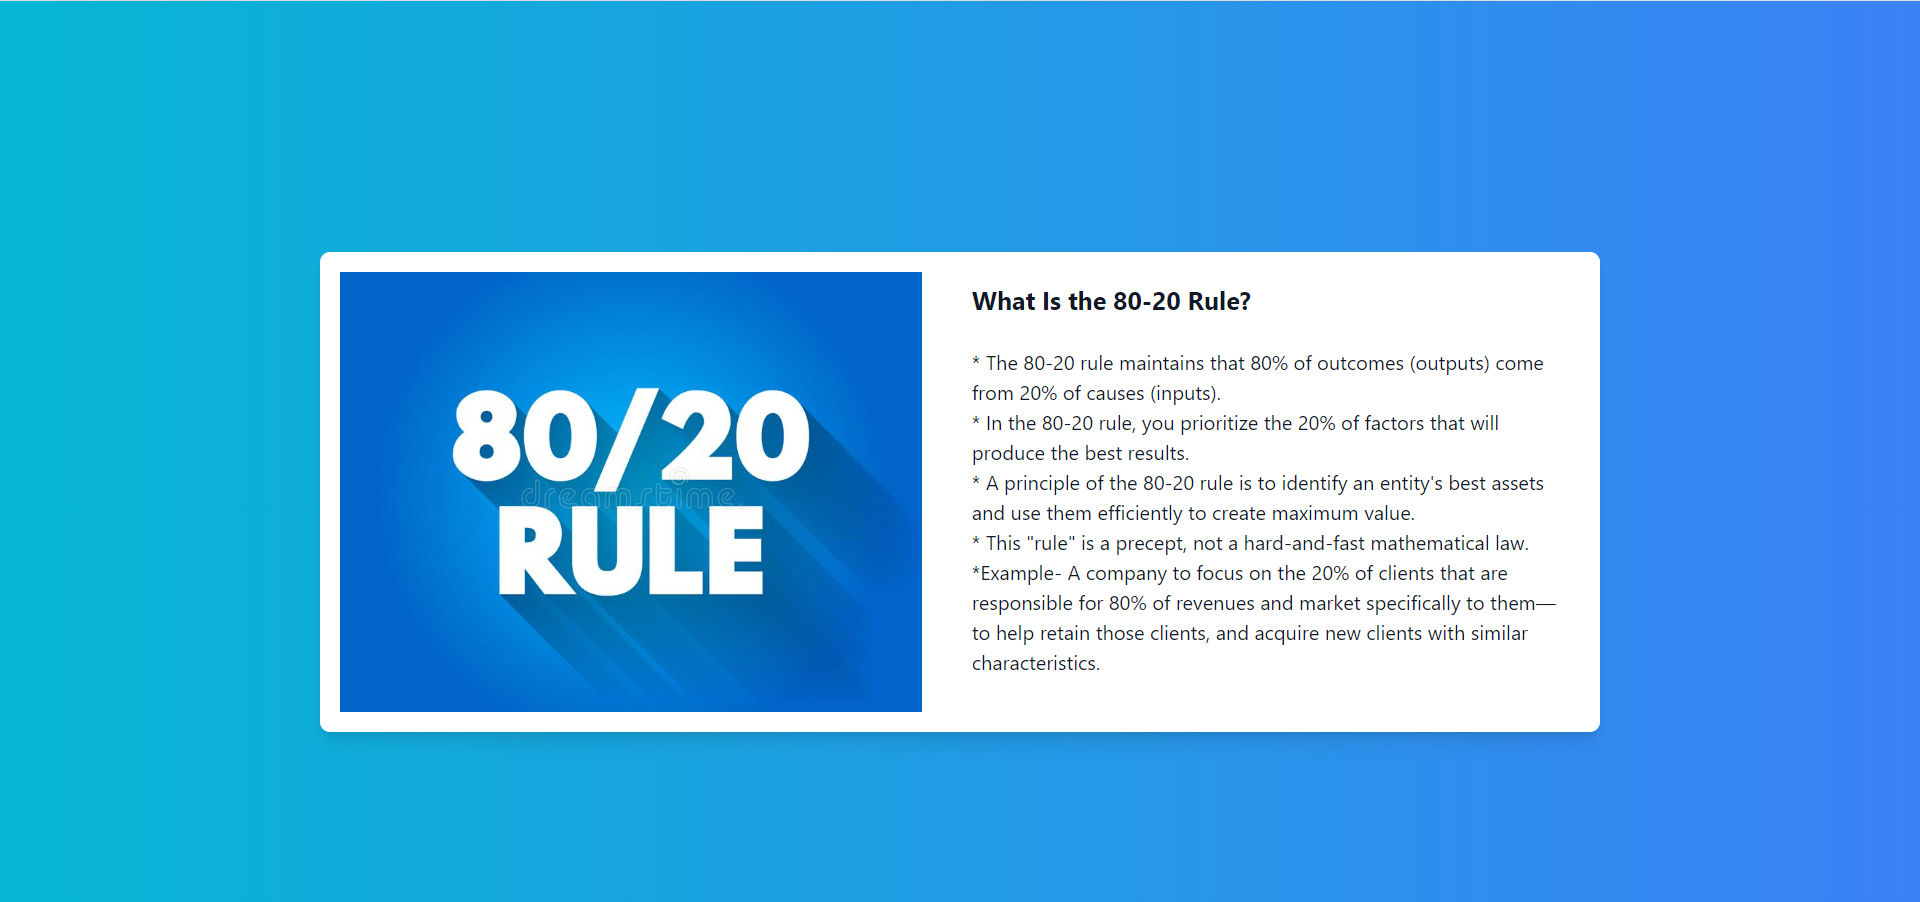 80/20
dreamstime
RULE
What Is the 80-20 Rule?
* The 80-20 rule maintains that 80% of outcomes (outputs) come
from 20% of causes (inputs).
* In the 80-20 rule, you prioritize the 20% of factors that will
produce the best results.
* A principle of the 80-20 rule is to identify an entity's best assets
and use them efficiently to create maximum value.
* This "rule" is a precept, not a hard-and-fast mathematical law.
*Example- A company to focus on the 20% of clients that are
responsible for 80% of revenues and market specifically to them—
to help retain those clients, and acquire new clients with similar
characteristics.